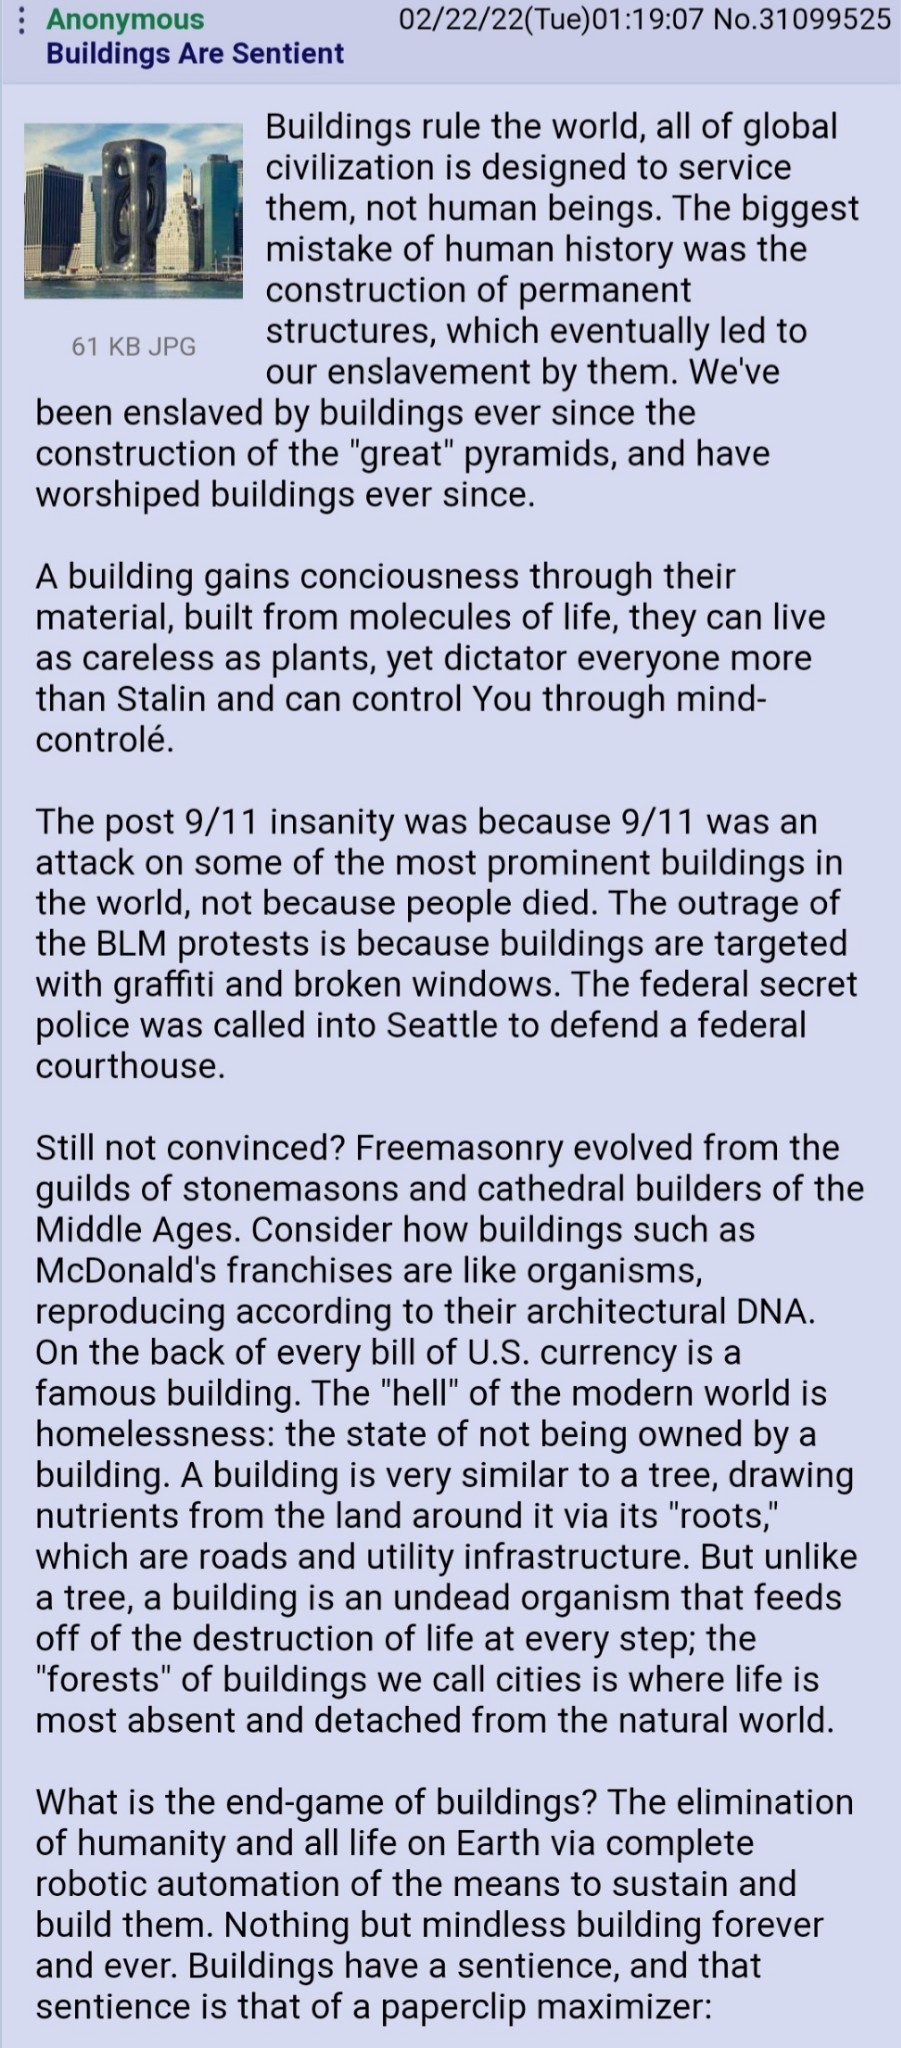 Anonymous 02/22/22(Tue)01:19:07 No.31099525
Buildings Are Sentient
61 KB JPG
Buildings rule the world, all of global
civilization is designed to service
them, not human beings. The biggest
mistake of human history was the
construction of permanent
structures, which eventually led to
our enslavement by them. We've
been enslaved by buildings ever since the
construction of the "great" pyramids, and have
worshiped buildings ever since.
A building gains conciousness through their
material, built from molecules of life, they can live
as careless as plants, yet dictator everyone more
than Stalin and can control You through mind-
controlé.
The post 9/11 insanity was because 9/11 was an
attack on some of the most prominent buildings in
the world, not because people died. The outrage of
the BLM protests is because buildings are targeted
with graffiti and broken windows. The federal secret
police was called into Seattle to defend a federal
courthouse.
Still not convinced? Freemasonry evolved from the
guilds of stonemasons and cathedral builders of the
Middle Ages. Consider how buildings such as
McDonald's franchises are like organisms,
reproducing according to their architectural DNA.
On the back of every bill of U.S. currency is a
famous building. The "hell" of the modern world is
homelessness: the state of not being owned by a
building. A building is very similar to a tree, drawing
nutrients from the land around it via its "roots,"
which are roads and utility infrastructure. But unlike
a tree, a building is an undead organism that feeds
off of the destruction of life at every step; the
"forests" of buildings we call cities is where life is
most absent and detached from the natural world.
What is the end-game of buildings? The elimination
of humanity and all life on Earth via complete
robotic automation of the means to sustain and
build them. Nothing but mindless building forever
and ever. Buildings have a sentience, and that
sentience is that of a paperclip maximizer: